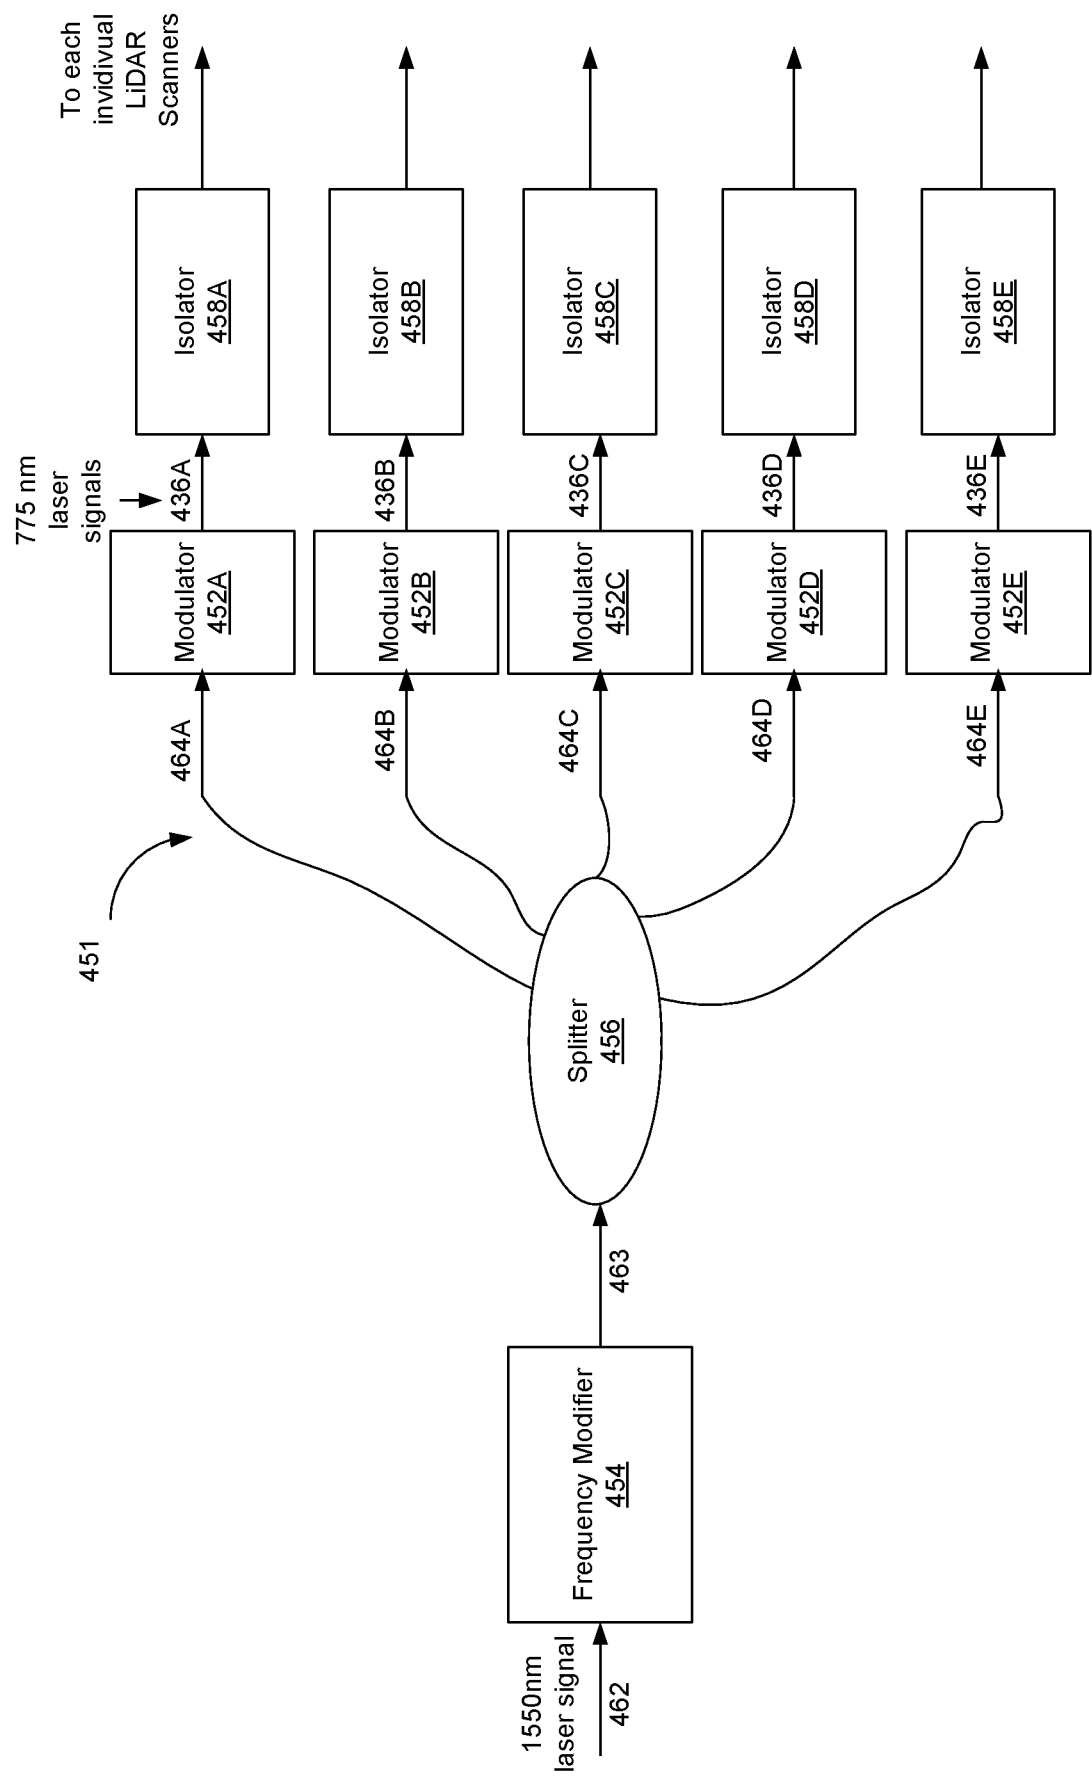 To each
invidivual
LiDAR
Scanners
775 nm
laser
signals
451
464A
Modulator
452A
436A
Isolator
458A
464B
Modulator
452B
436B
Isolator
458B
1550nm
laser signal
462
Frequency Modifier
454
463
Splitter
456
464C
Modulator
452C
436C
Isolator
458C
464D
Modulator
452D
436D
Isolator
458D
464E
Modulator
452E
436E
Isolator
458E